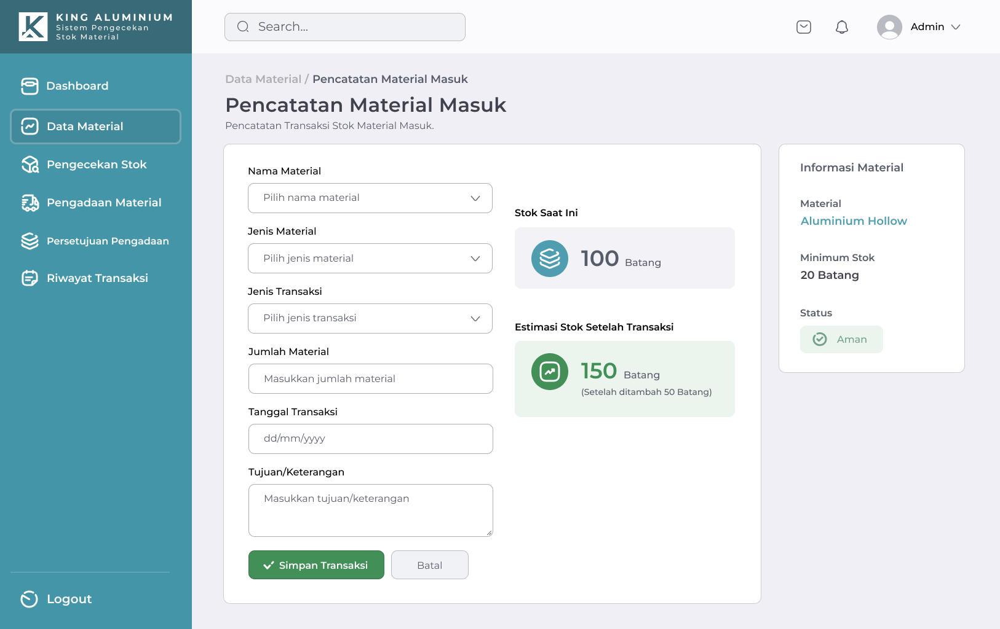 KING ALUMINIUM
Sistem Pengecekan
Stok Material
Search...
Admin
Dashboard
Data Material
Pengecekan Stok
Pengadaan Material
Persetujuan Pengadaan
Riwayat Transaksi
Logout
Data Material / Pencatatan Material Masuk
Pencatatan Material Masuk
Pencatatan Transaksi Stok Material Masuk.
Nama Material
Pilih nama material
Jenis Material
Pilih jenis material
Jenis Transaksi
Pilih jenis transaksi
Jumlah Material
Masukkan jumlah material
Tanggal Transaksi
dd/mm/yyyy
Tujuan/Keterangan
Masukkan tujuan/keterangan
Simpan Transaksi
Batal
Stok Saat Ini
100 Batang
Estimasi Stok Setelah Transaksi
150 Batang
(Setelah ditambah 50 Batang)
Informasi Material
Material
Aluminium Hollow
Minimum Stok
20 Batang
Status
Aman